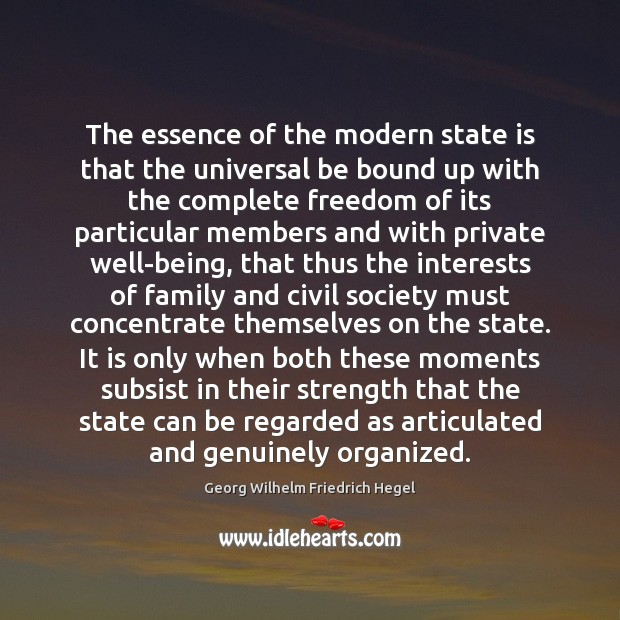 The essence of the modern state is
that the universal be bound up with
the complete freedom of its
particular members and with private
well-being, that thus the interests
of family and civil society must
concentrate themselves on the state.
It is only when both these moments
subsist in their strength that the
state can be regarded as articulated
and genuinely organized.
Georg Wilhelm Friedrich Hegel
www.idlehearts.com